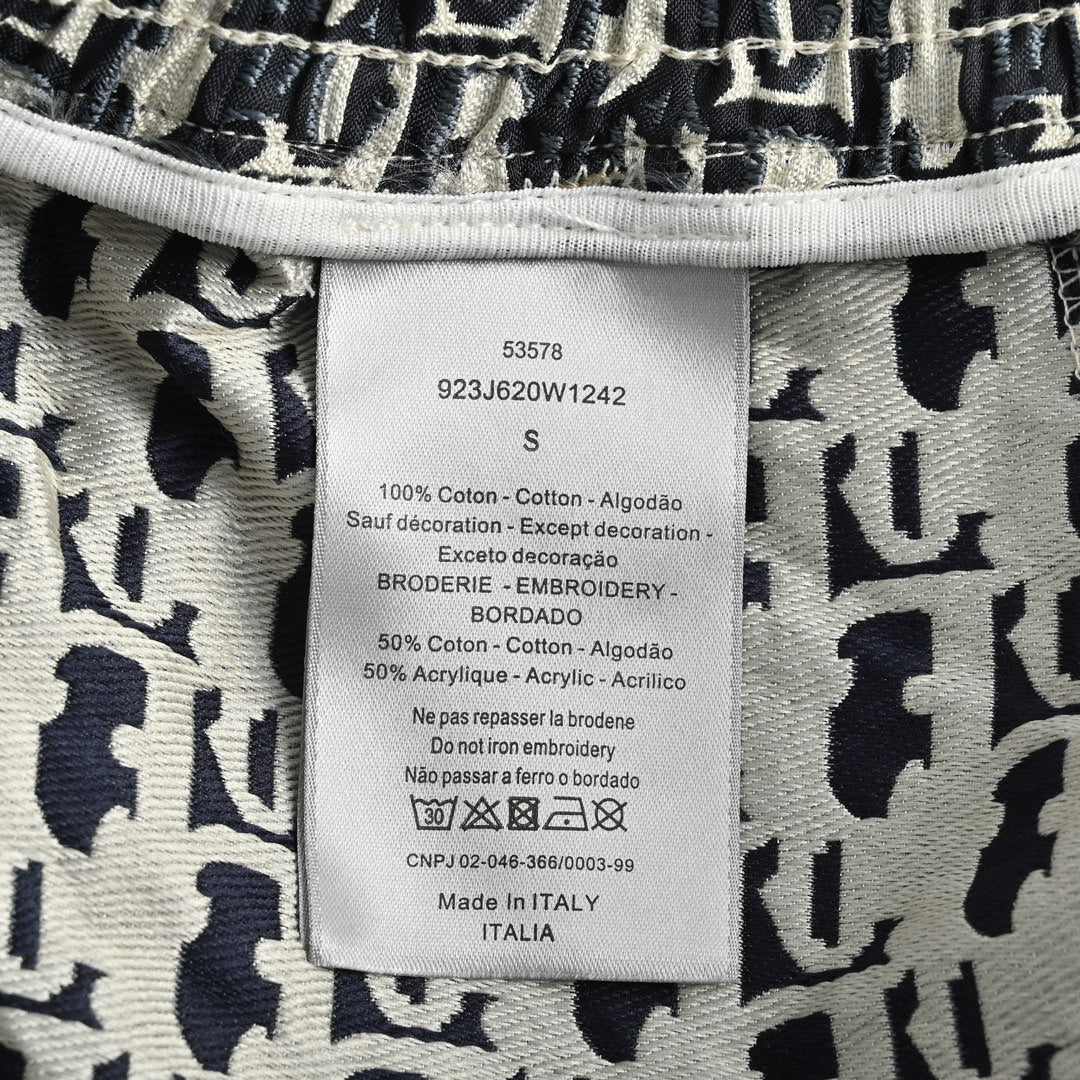 53578
923J620W1242
S
100% Coton - Cotton - Algodão
Sauf décoration - Except decoration -
Exceto decoração
BRODERIE - EMBROIDERY -
BORDADO
50% Coton - Cotton - Algodão
50% Acrylique - Acrylic - Acrilico
Ne pas repasser la brodene
Do not iron embroidery
Não passar a ferro o bordado
30
CNPJ 02-046-366/0003-99
Made In ITALY
ITALIA